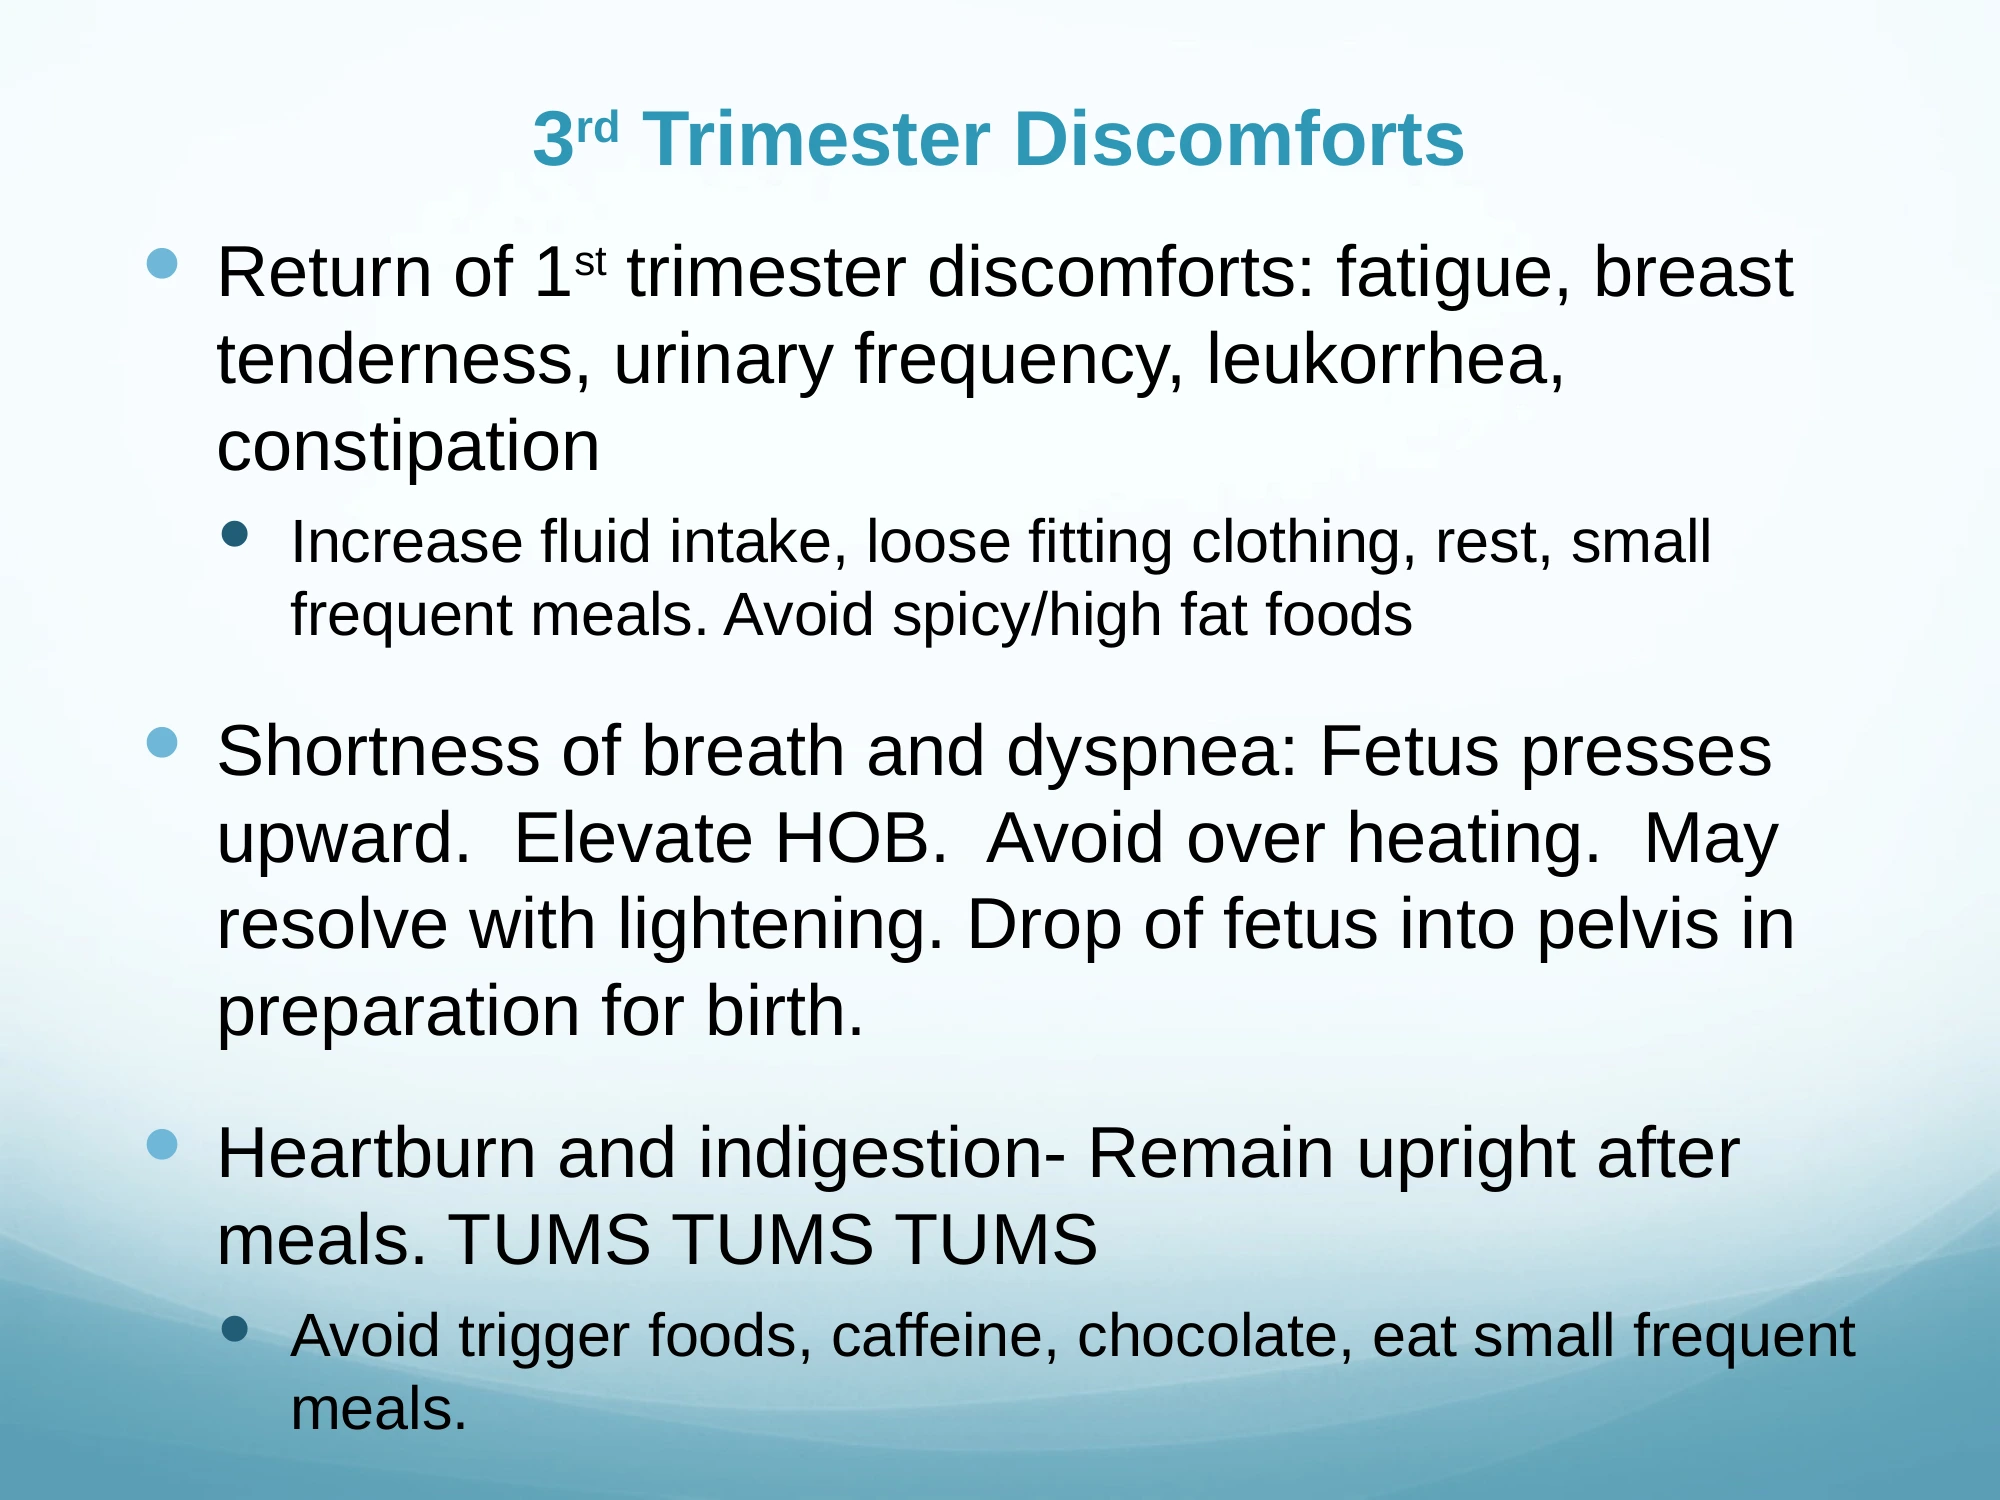 3rd Trimester Discomforts
• Return of 1st trimester discomforts: fatigue, breast
tenderness, urinary frequency, leukorrhea,
constipation
• Increase fluid intake, loose fitting clothing, rest, small
frequent meals. Avoid spicy/high fat foods
• Shortness of breath and dyspnea: Fetus presses
upward.  Elevate HOB.  Avoid over heating.  May
resolve with lightening. Drop of fetus into pelvis in
preparation for birth.
• Heartburn and indigestion- Remain upright after
meals. TUMS TUMS TUMS
• Avoid trigger foods, caffeine, chocolate, eat small frequent
meals.